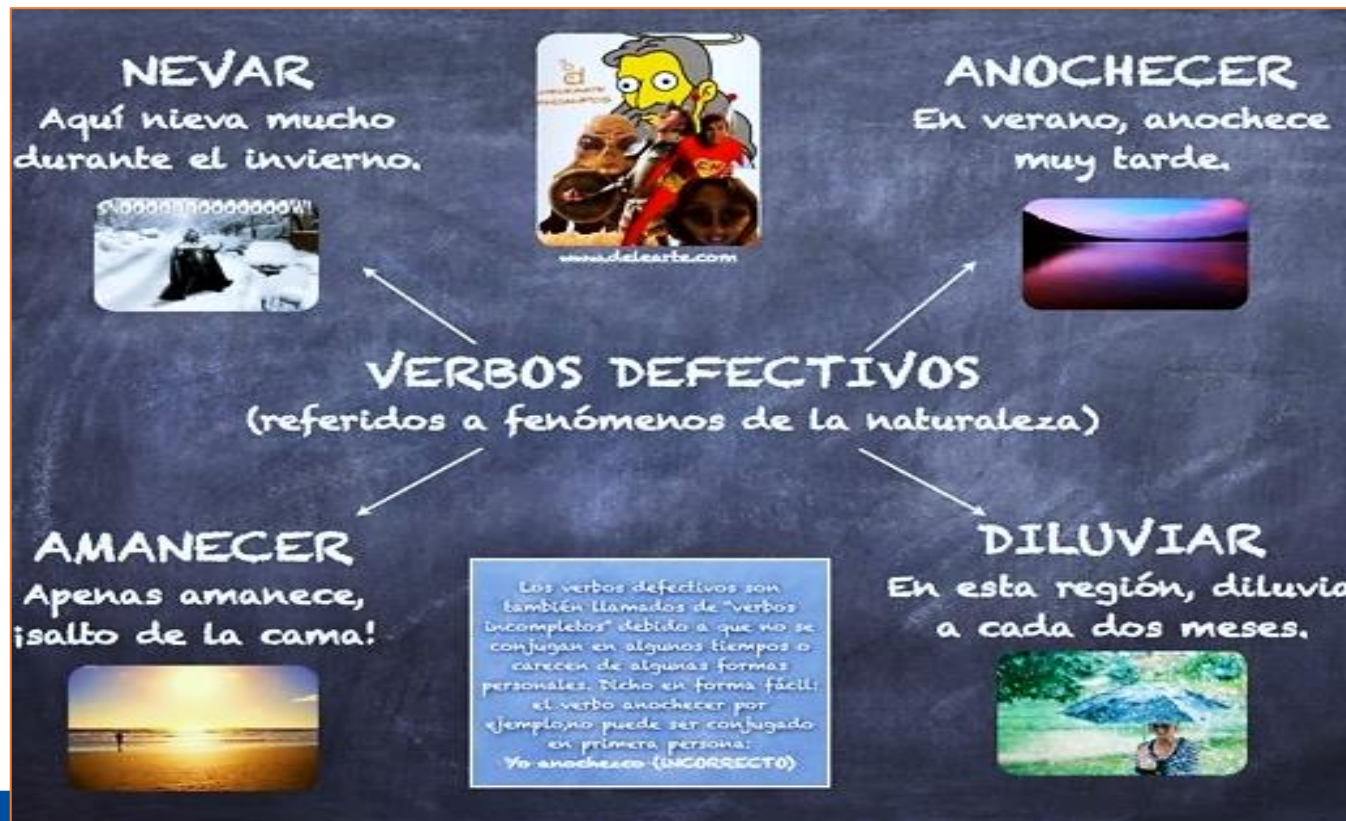 NEVAR
Aquí nieva mucho
durante el invierno.
SNOOOOOOOOOOOOOW!
d
www.delearte.com
ANOCHECER
En verano, anochece
muy tarde.
VERBOS DEFECTIVOS
(referidos a fenómenos de la naturaleza)
AMANECER
Apenas amanece,
¡salto de la cama!
Los verbos defectivos son
también llamados de "verbos
incompletos" debido a que no se
conjugan en algunos tiempos o
carecen de algunas formas
personales. Dicho en forma fácil:
el verbo anochecer por
ejemplo,no puede ser conjugado
en primera persona:
Yo anochezco (INCORRECTO)
DILUVIAR
En esta región, diluvia
a cada dos meses.